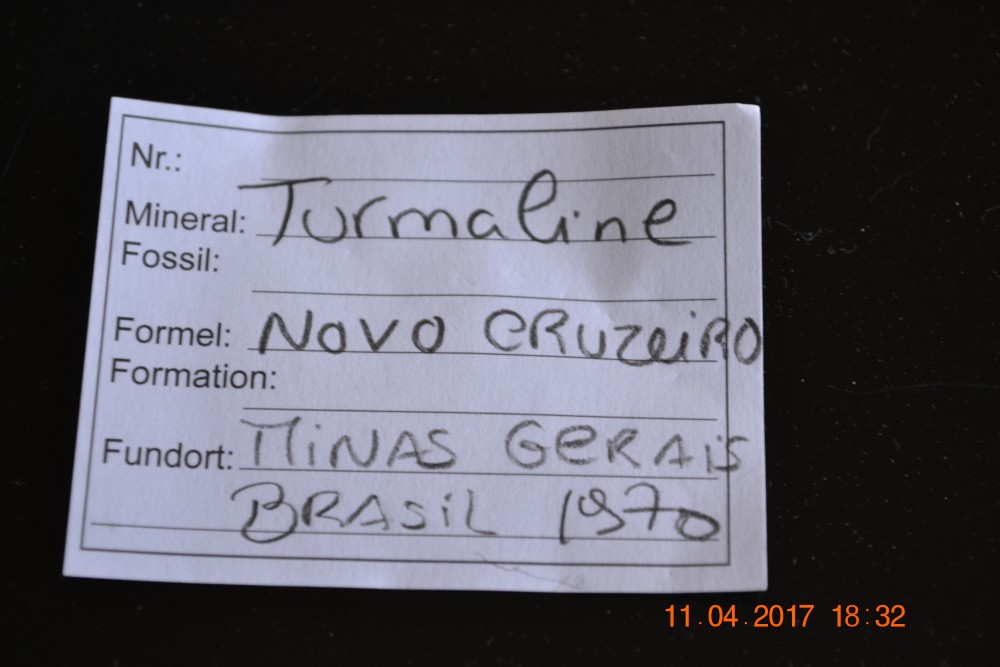 Nr.:
Mineral: Turmaline
Fossil:
Formel: Novo CRuzeiRO
Formation:
Fundort: MiNAS GeRAiS
BRASiL 1970
11.04.2017 18:32